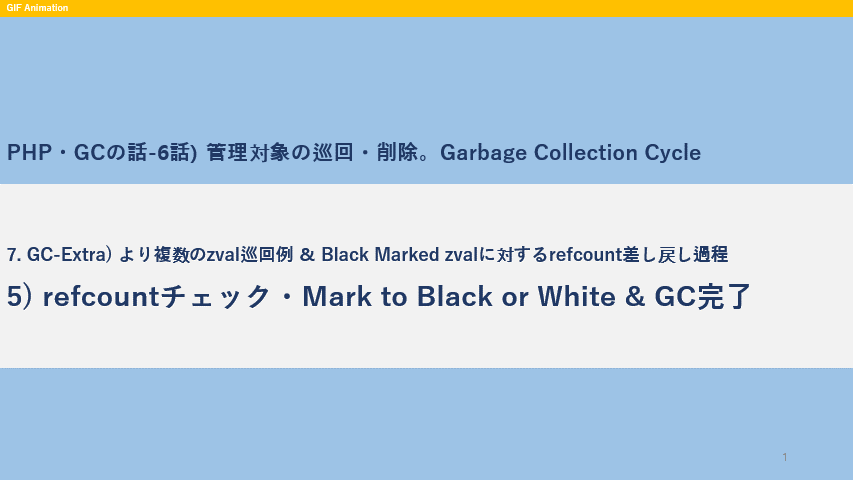 GIF Animation
PHP・GCの話-6話) 管理対象の巡回・削除。Garbage Collection Cycle
7. GC-Extra) より複数のzval巡回例 & Black Marked zvalに対するrefcount差し戻し過程
5) refcountチェック・Mark to Black or White & GC完了
1